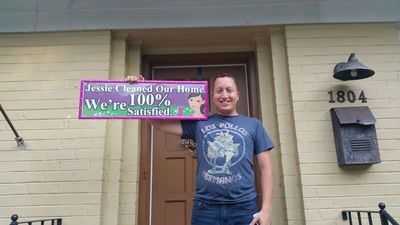 Jessie Cleaned Our Home.
We're 100%
Satisfied.
LOS POLLOS
HERMANOS
1804